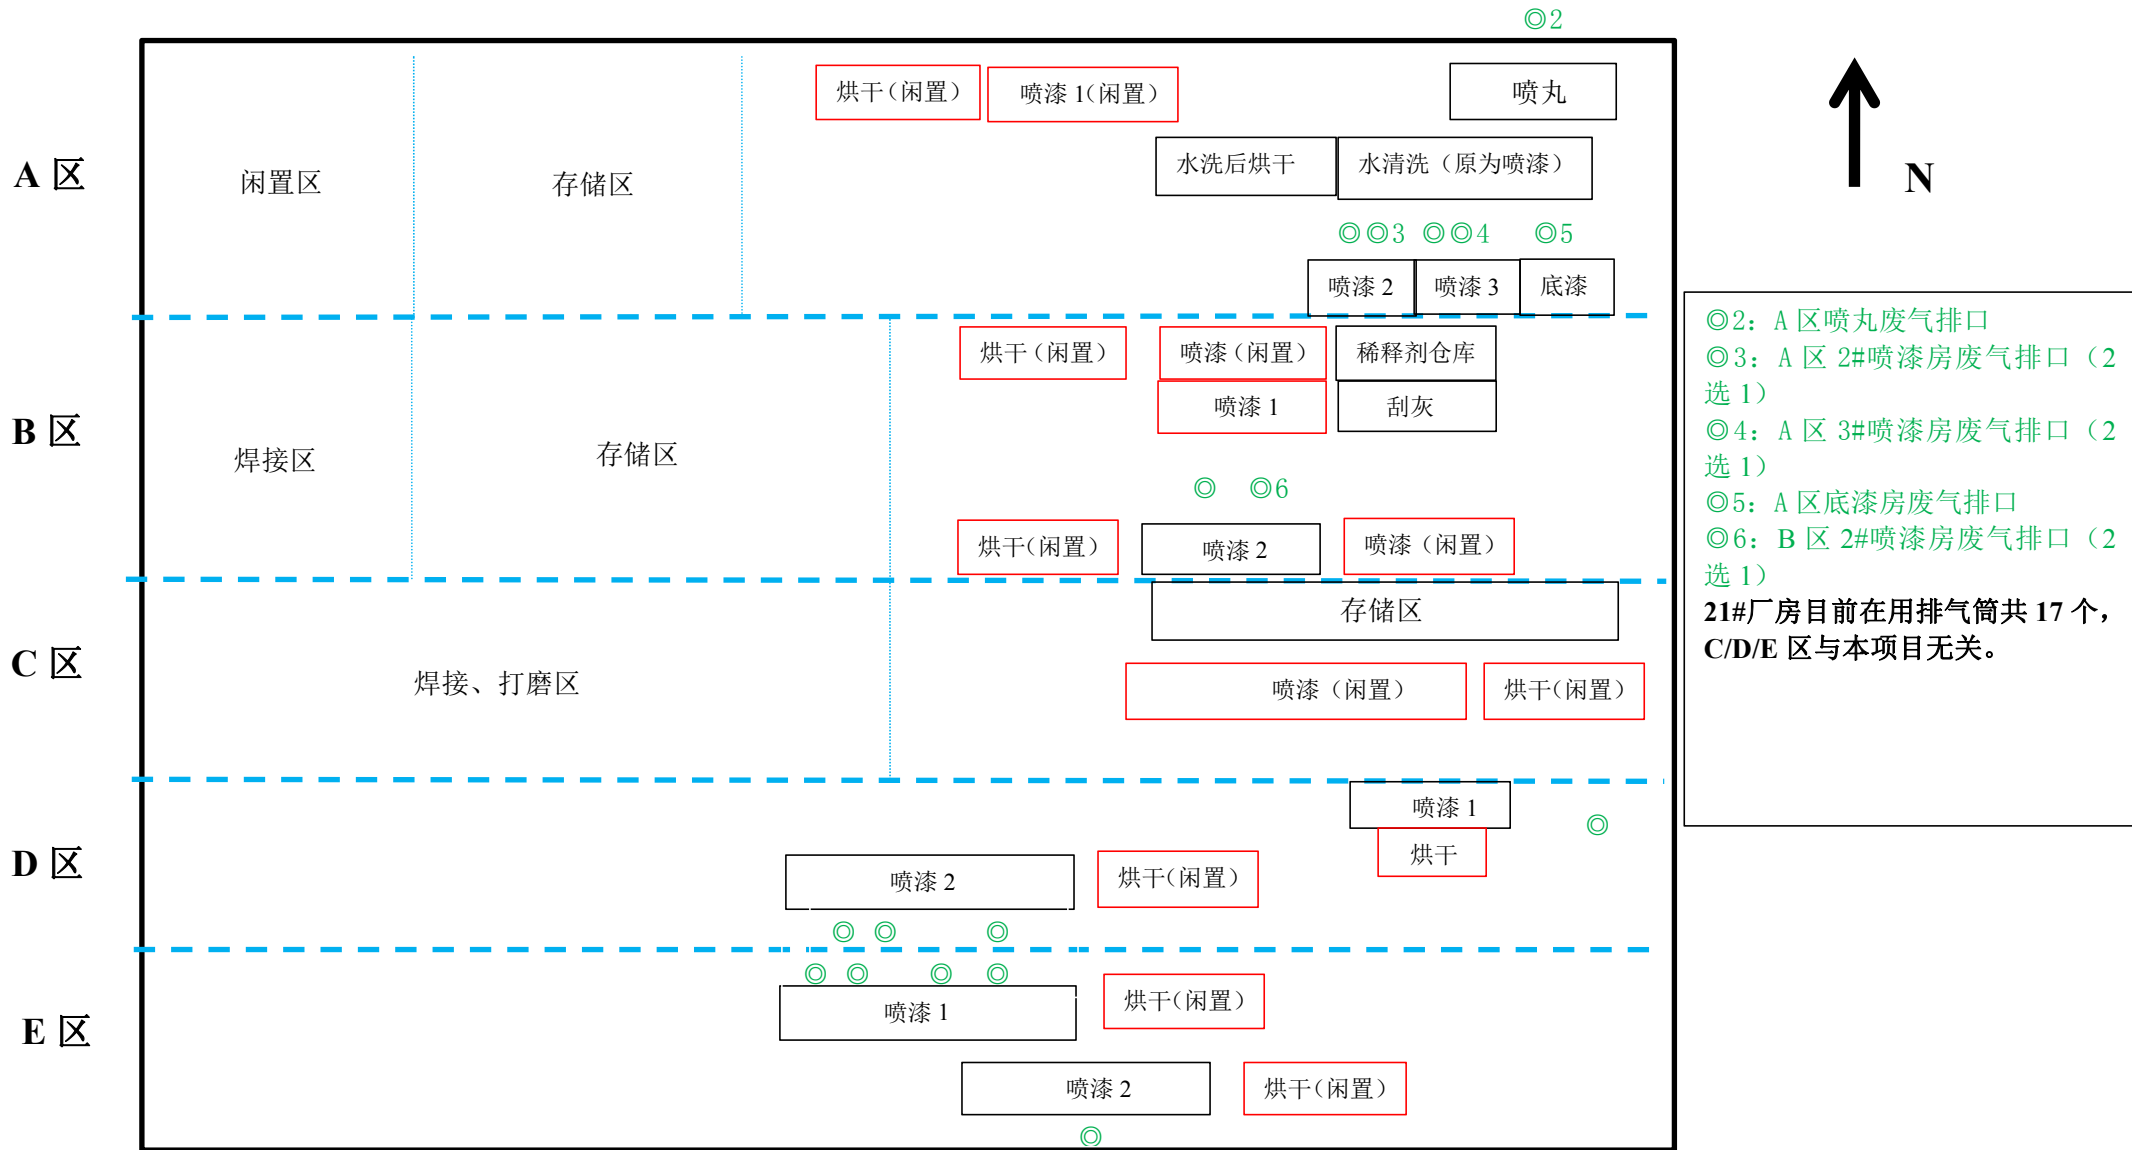 ◎2
烘干（闲置）
喷漆 1（闲置）
喷丸
水洗后烘干
水清洗（原为喷漆）
A 区
闲置区
存储区
N
◎◎3
◎◎4
◎5
喷漆 2
喷漆 3
底漆
烘干（闲置）
喷漆（闲置）
稀释剂仓库
喷漆 1
刮灰
B 区
焊接区
存储区
◎
◎6
烘干（闲置）
喷漆 2
喷漆（闲置）
存储区
C 区
焊接、打磨区
喷漆（闲置）
烘干（闲置）
喷漆 1
◎
烘干
D 区
喷漆 2
烘干（闲置）
◎ ◎ ◎
◎ ◎ ◎ ◎
喷漆 1
烘干（闲置）
E 区
喷漆 2
烘干（闲置）
◎
◎2：A 区喷丸废气排口
◎3：A 区 2#喷漆房废气排口（2
选 1）
◎4：A 区 3#喷漆房废气排口（2
选 1）
◎5：A 区底漆房废气排口
◎6：B 区 2#喷漆房废气排口（2
选 1）
21#厂房目前在用排气筒共 17 个，
C/D/E 区与本项目无关。